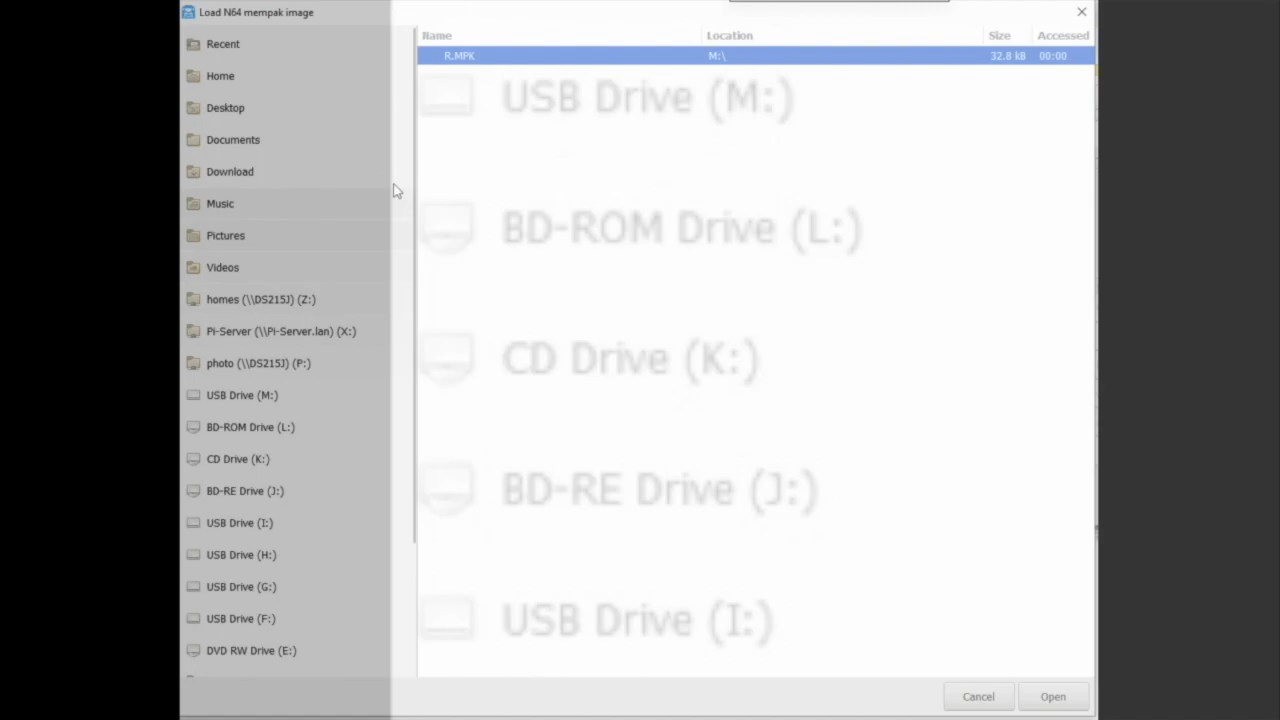 Load N64 mempak image
Recent
Home
Desktop
Documents
Download
Music
Pictures
Videos
homes (\\DS215J) (Z:)
Pi-Server (\\Pi-Server.lan) (X:)
photo (\\DS215J) (P:)
USB Drive (M:)
BD-ROM Drive (L:)
CD Drive (K:)
BD-RE Drive (J:)
USB Drive (I:)
USB Drive (H:)
USB Drive (G:)
USB Drive (F:)
DVD RW Drive (E:)
Name Location Size Accessed
R.MPK M:\ 32.8 kB 00:00
USB Drive (M:)
BD-ROM Drive (L:)
CD Drive (K:)
BD-RE Drive (J:)
USB Drive (I:)
Cancel Open